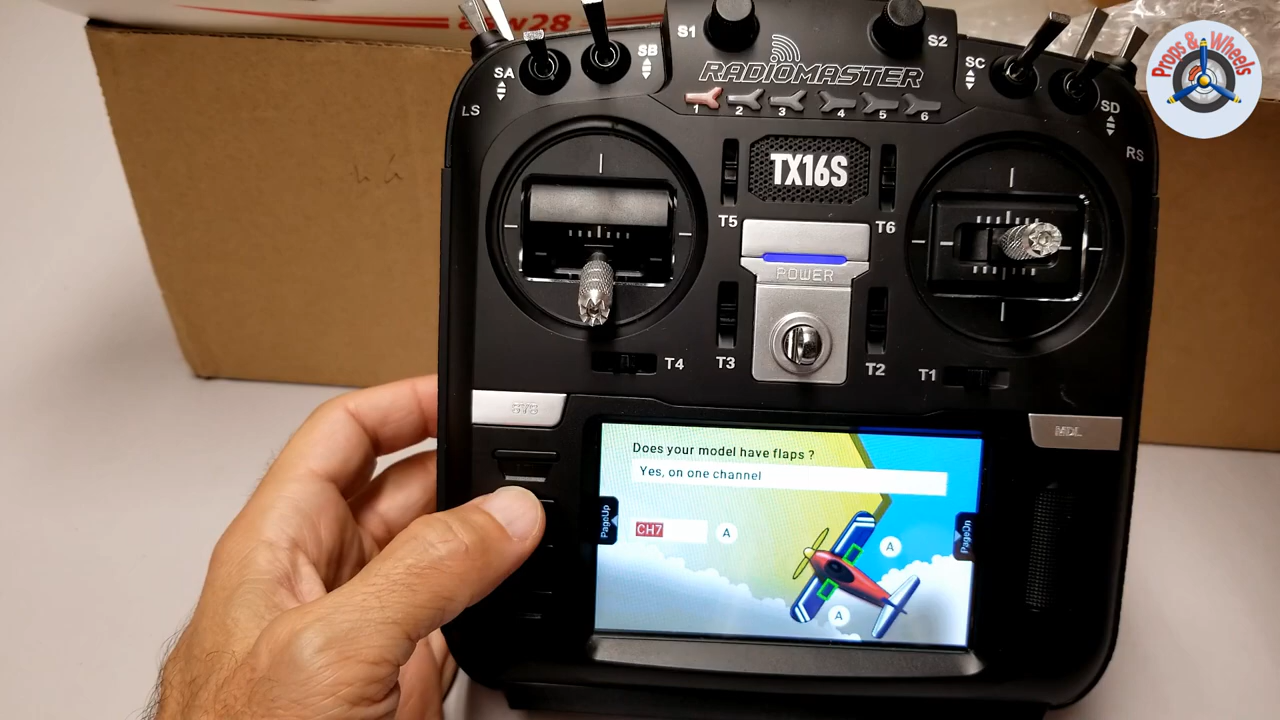 asw28
Props & Wheels
S1
S2
SA
SB
SC
SD
LS
RS
RADIOMASTER
1 2 3 4 5 6
TX16S
T5
T6
POWER
T4
T3
T2
T1
SYS
MDL
Does your model have flaps ?
Yes, on one channel
PageUp
CH7
A
A
A
PageDn